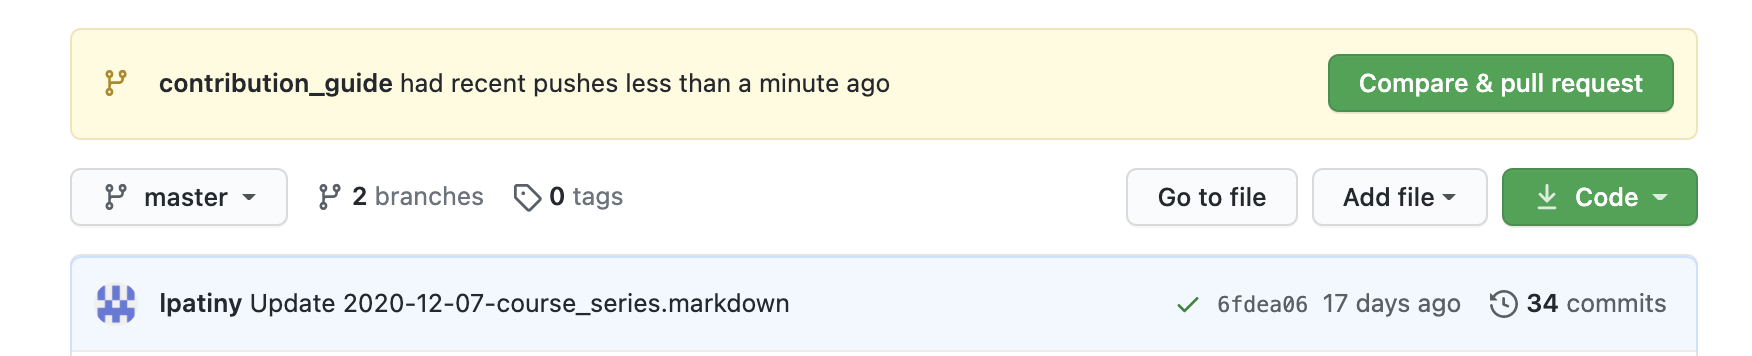 contribution_guide had recent pushes less than a minute ago
Compare & pull request
master
2 branches
0 tags
Go to file
Add file
Code
lpatiny Update 2020-12-07-course_series.markdown
6fdea06 17 days ago
34 commits